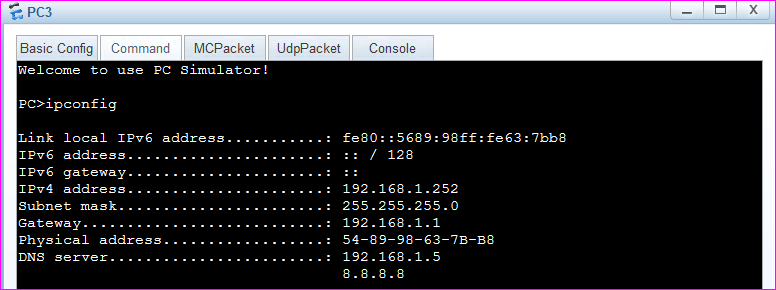 PC3
Basic Config Command MCPacket UdpPacket Console
Welcome to use PC Simulator!
PC>ipconfig
Link local IPv6 address...........: fe80::5689:98ff:fe63:7bb8
IPv6 address......................: :: / 128
IPv6 gateway......................: ::
IPv4 address......................: 192.168.1.252
Subnet mask.......................: 255.255.255.0
Gateway...........................: 192.168.1.1
Physical address..................: 54-89-98-63-7B-B8
DNS server........................: 192.168.1.5
8.8.8.8